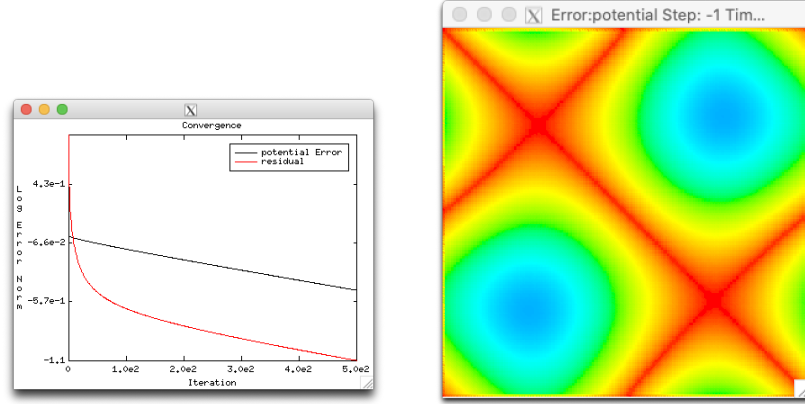 Error:potential Step: -1 Tim...
Convergence
potential Error
residual
Log Error Norm
4.3e-1
-6.6e-2
-5.7e-1
-1.1
0 1.0e2 2.0e2 3.0e2 4.0e2 5.0e2
Iteration